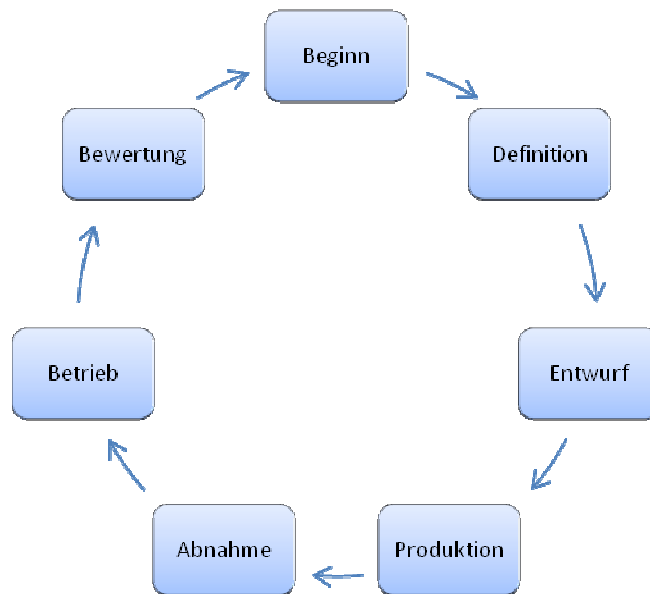 Beginn
Definition
Entwurf
Produktion
Abnahme
Betrieb
Bewertung